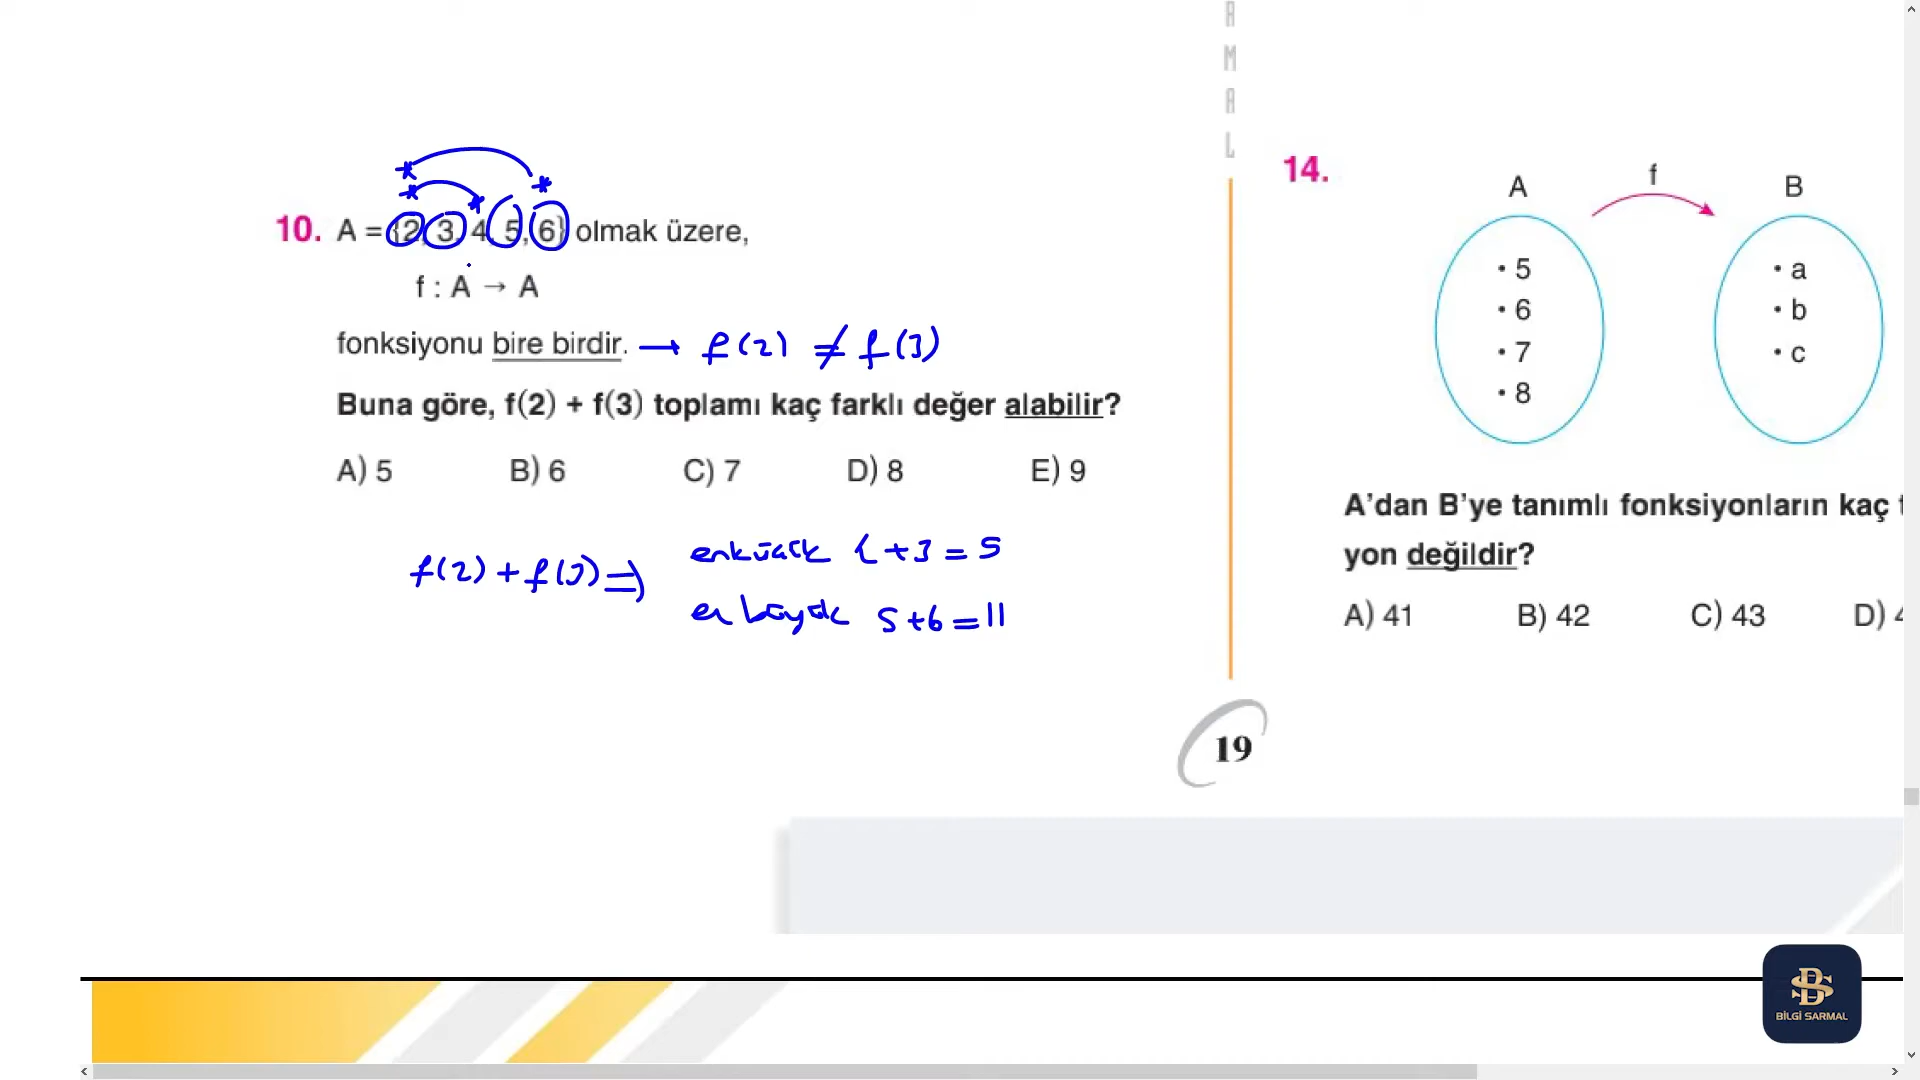 A
M
A
L
10. A = {2, 3, 4, 5, 6} olmak üzere,
f : A → A
fonksiyonu bire birdir. → f(2) ≠ f(3)
Buna göre, f(2) + f(3) toplamı kaç farklı değer alabilir?
A) 5 B) 6 C) 7 D) 8 E) 9
f(2) + f(3) ⇒
en küçük 2 + 3 = 5
en büyük 5 + 6 = 11
14.
A f B
• 5 • a
• 6 • b
• 7 • c
• 8
A’dan B’ye tanımlı fonksiyonların kaç
yon değildir?
A) 41 B) 42 C) 43 D)
19
BİLGİ SARMAL